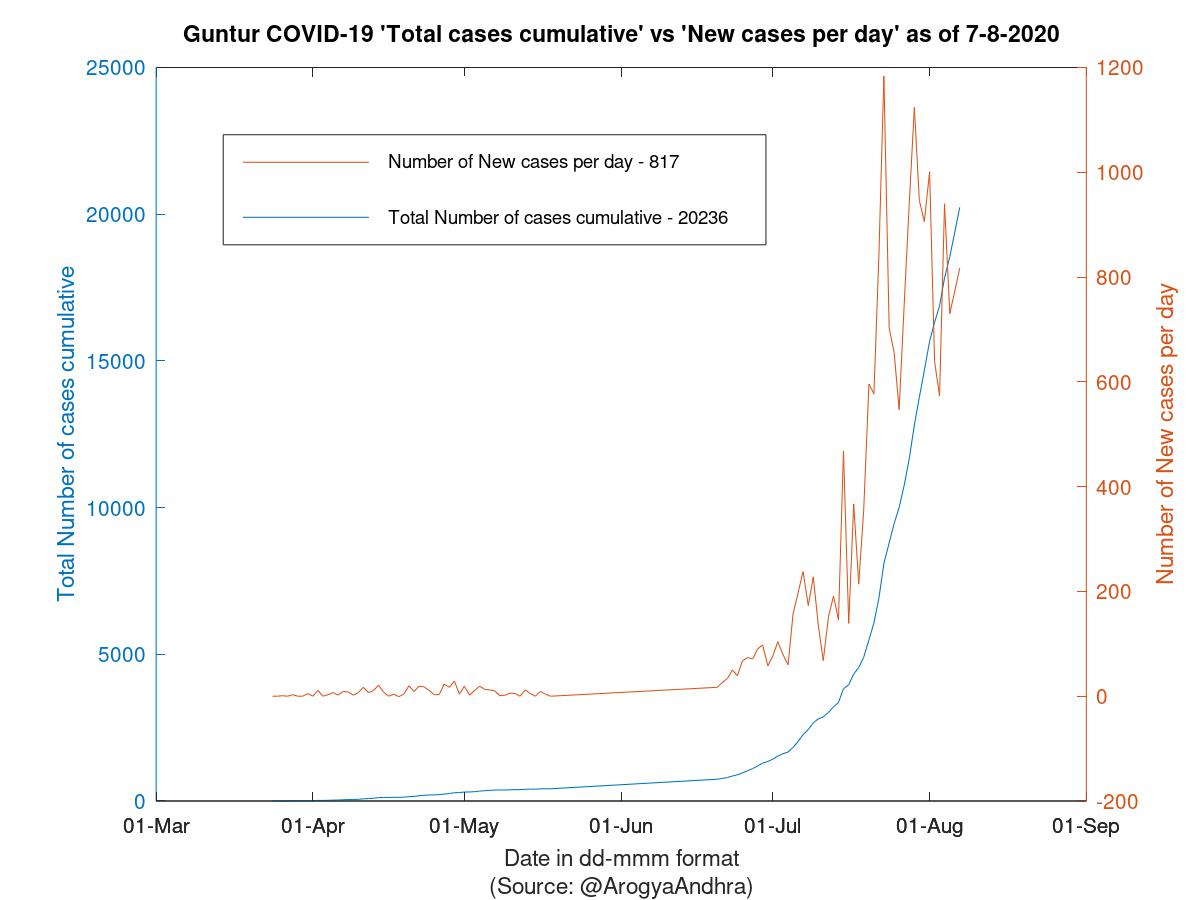 Guntur COVID-19 'Total cases cumulative' vs 'New cases per day' as of 7-8-2020
25000
20000
15000
10000
5000
0
Total Number of cases cumulative
Number of New cases per day - 817
Total Number of cases cumulative - 20236
1200
1000
800
600
400
200
0
-200
Number of New cases per day
01-Mar 01-Apr 01-May 01-Jun 01-Jul 01-Aug 01-Sep
Date in dd-mmm format
(Source: @ArogyaAndhra)